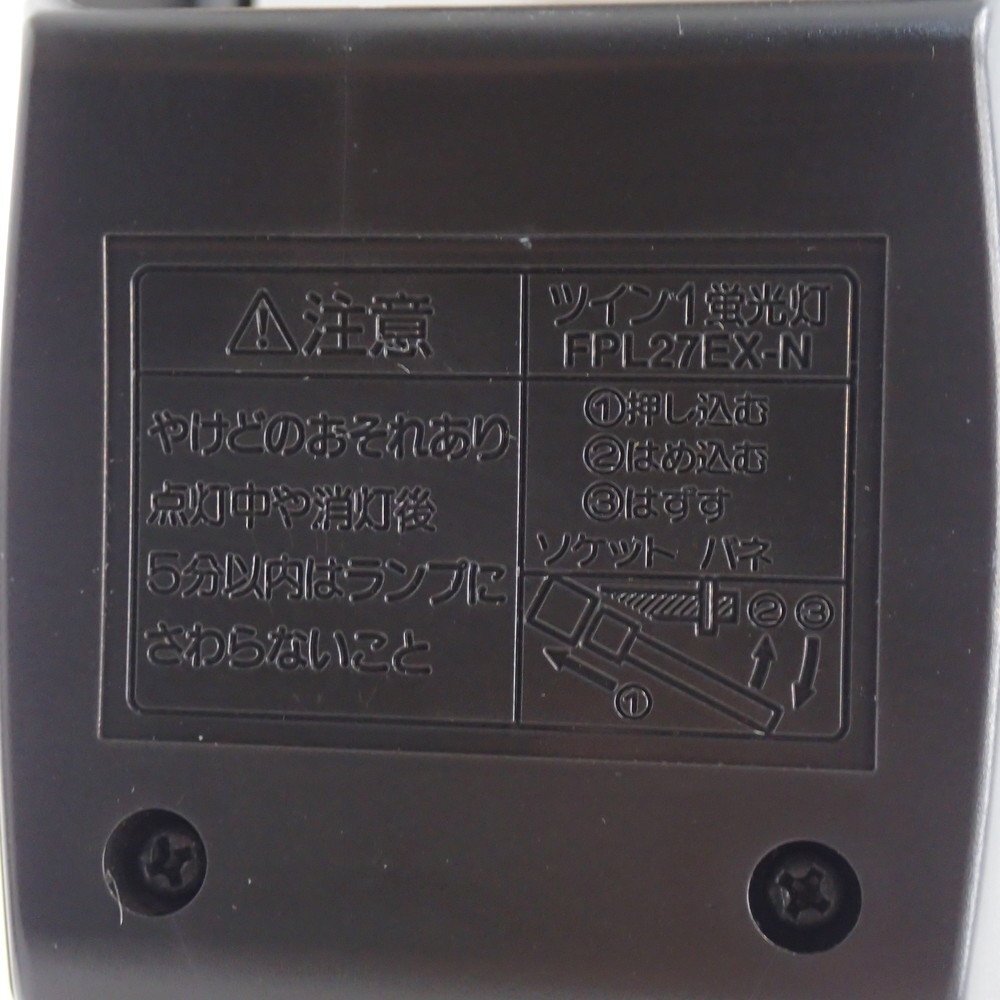 ⚠注意
やけどのおそれあり
点灯中や消灯後
5分以内はランプに
さわらないこと
ツイン1蛍光灯
FPL27EX-N
①押し込む
②はめ込む
③はずす
ソケット バネ
② ③
①